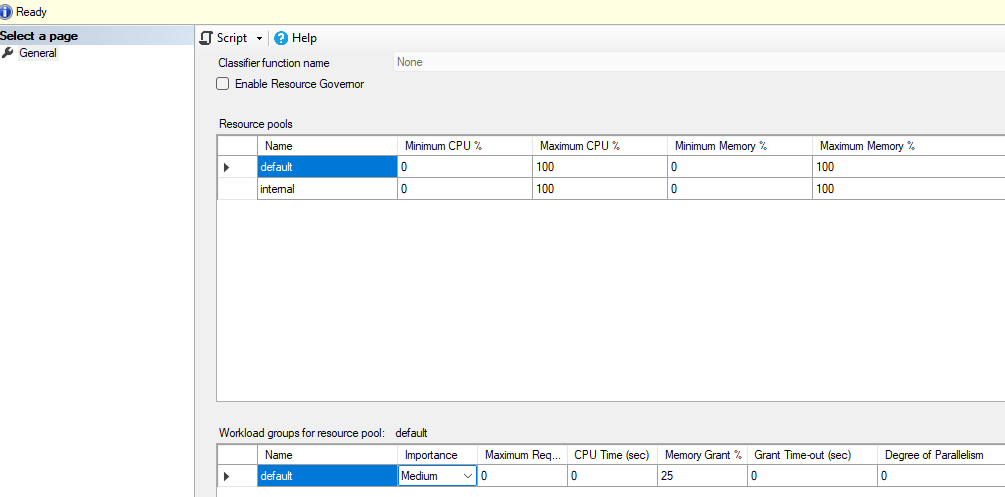 Ready
Select a page
General
Script Help
Classifier function name None
Enable Resource Governor
Resource pools
Name Minimum CPU % Maximum CPU % Minimum Memory % Maximum Memory %
default 0 100 0 100
internal 0 100 0 100
Workload groups for resource pool: default
Name Importance Maximum Req... CPU Time (sec) Memory Grant % Grant Time-out (sec) Degree of Parallelism
default Medium 0 0 25 0 0